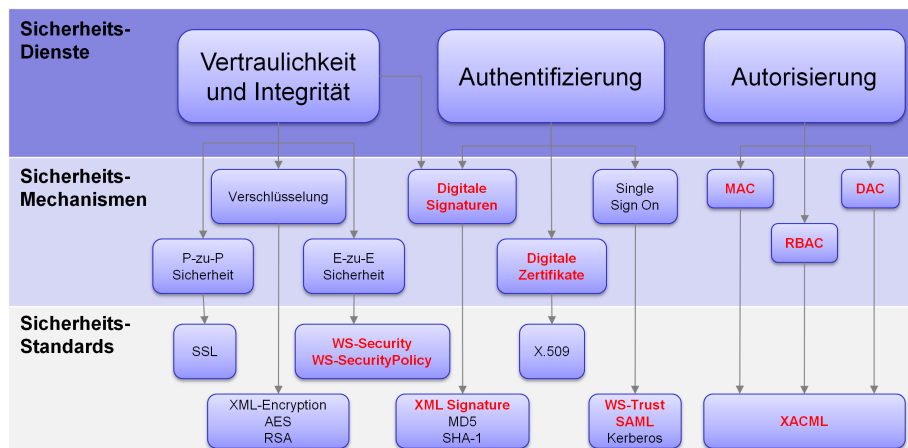 Sicherheits-
Dienste
Vertraulichkeit
und Integrität
Authentifizierung
Autorisierung
Sicherheits-
Mechanismen
Verschlüsselung
Digitale
Signaturen
Single
Sign On
MAC
DAC
RBAC
P-zu-P
Sicherheit
E-zu-E
Sicherheit
Digitale
Zertifikate
Sicherheits-
Standards
SSL
WS-Security
WS-SecurityPolicy
X.509
XML-Encryption
AES
RSA
XML Signature
MD5
SHA-1
WS-Trust
SAML
Kerberos
XACML